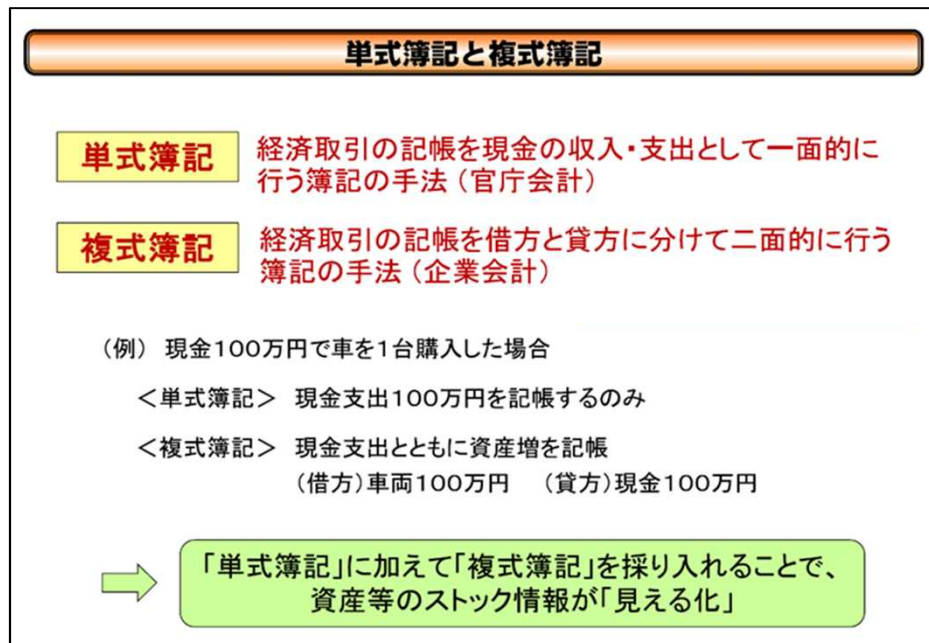 単式簿記と複式簿記
単式簿記
経済取引の記帳を現金の収入・支出として一面的に
行う簿記の手法（官庁会計）
複式簿記
経済取引の記帳を借方と貸方に分けて二面的に行う
簿記の手法（企業会計）
（例） 現金１００万円で車を１台購入した場合
＜単式簿記＞ 現金支出１００万円を記帳するのみ
＜複式簿記＞ 現金支出とともに資産増を記帳
（借方）車両１００万円 （貸方）現金１００万円
「単式簿記」に加えて「複式簿記」を採り入れることで、
資産等のストック情報が「見える化」